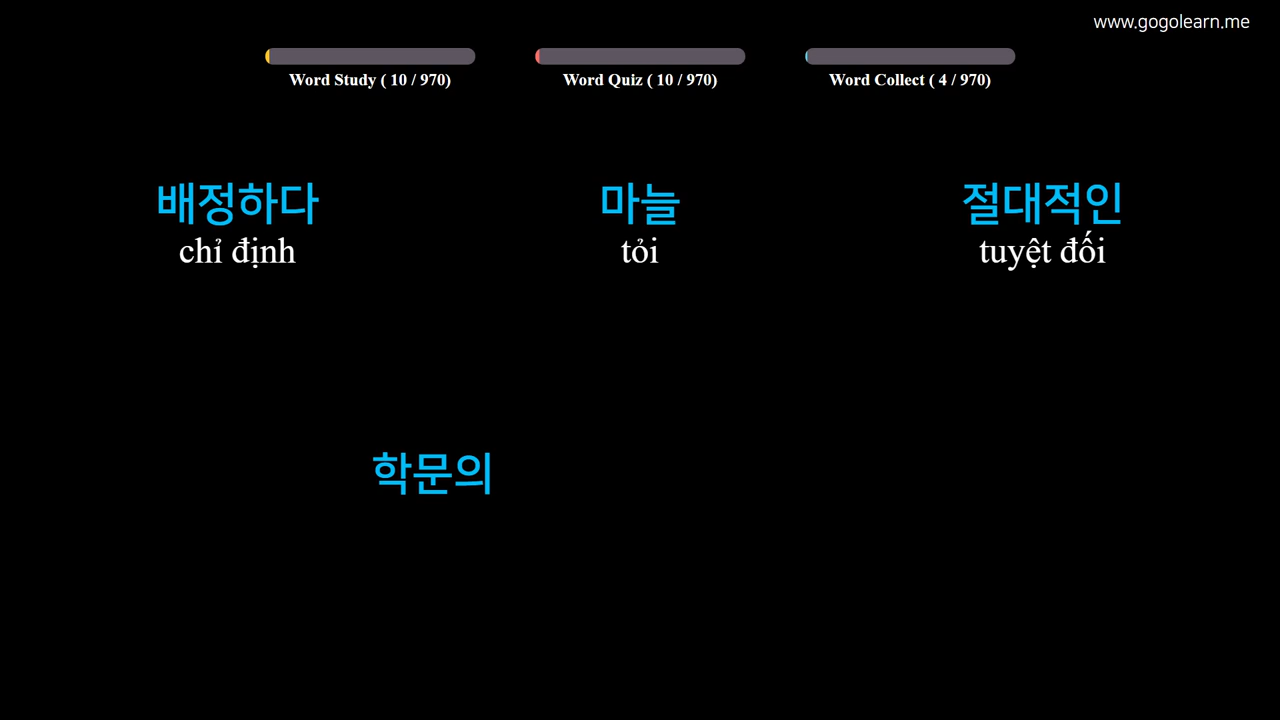 www.gogolearn.me
Word Study ( 10 / 970)
Word Quiz ( 10 / 970)
Word Collect ( 4 / 970)
배정하다
chỉ định
마늘
tỏi
절대적인
tuyệt đối
학문의